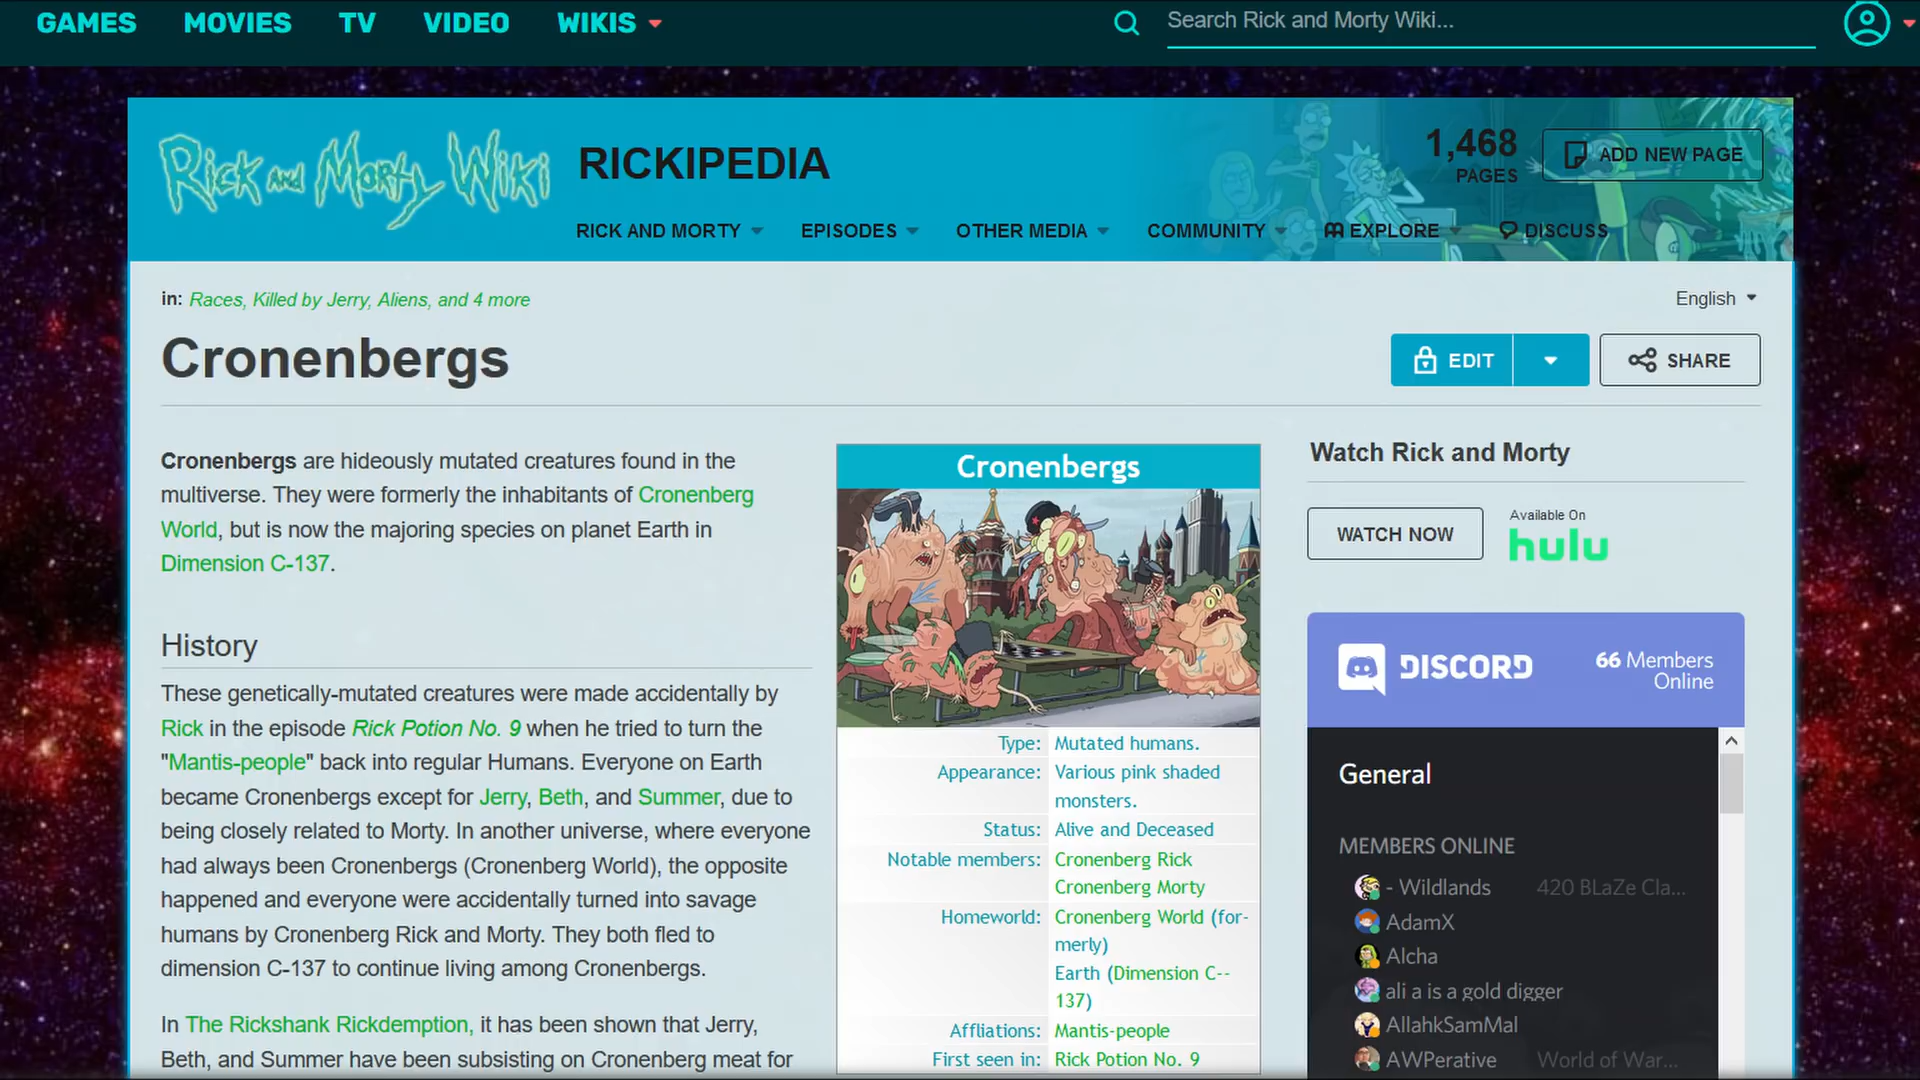 GAMES MOVIES TV VIDEO WIKIS
Search Rick and Morty Wiki...
Rick and Morty Wiki
RICKIPEDIA
1,468
PAGES
ADD NEW PAGE
RICK AND MORTY EPISODES OTHER MEDIA COMMUNITY EXPLORE DISCUSS
in: Races, Killed by Jerry, Aliens, and 4 more
English
Cronenbergs
EDIT
SHARE
Cronenbergs are hideously mutated creatures found in the
multiverse. They were formerly the inhabitants of Cronenberg
World, but is now the majoring species on planet Earth in
Dimension C-137.
History
These genetically-mutated creatures were made accidentally by
Rick in the episode Rick Potion No. 9 when he tried to turn the
"Mantis-people" back into regular Humans. Everyone on Earth
became Cronenbergs except for Jerry, Beth, and Summer, due to
being closely related to Morty. In another universe, where everyone
had always been Cronenbergs (Cronenberg World), the opposite
happened and everyone were accidentally turned into savage
humans by Cronenberg Rick and Morty. They both fled to
dimension C-137 to continue living among Cronenbergs.
In The Rickshank Rickdemption, it has been shown that Jerry,
Beth, and Summer have been subsisting on Cronenberg meat for
Cronenbergs
Type: Mutated humans.
Appearance: Various pink shaded
monsters.
Status: Alive and Deceased
Notable members: Cronenberg Rick
Cronenberg Morty
Homeworld: Cronenberg World (for-
merly)
Earth (Dimension C--
137)
Affliations: Mantis-people
First seen in: Rick Potion No. 9
Watch Rick and Morty
WATCH NOW
Available On
hulu
DISCORD
66 Members
Online
General
MEMBERS ONLINE
- Wildlands 420 BLaZe Cla...
AdamX
Alcha
ali a is a gold digger
AllahkSamMal
AWPerative World of War...